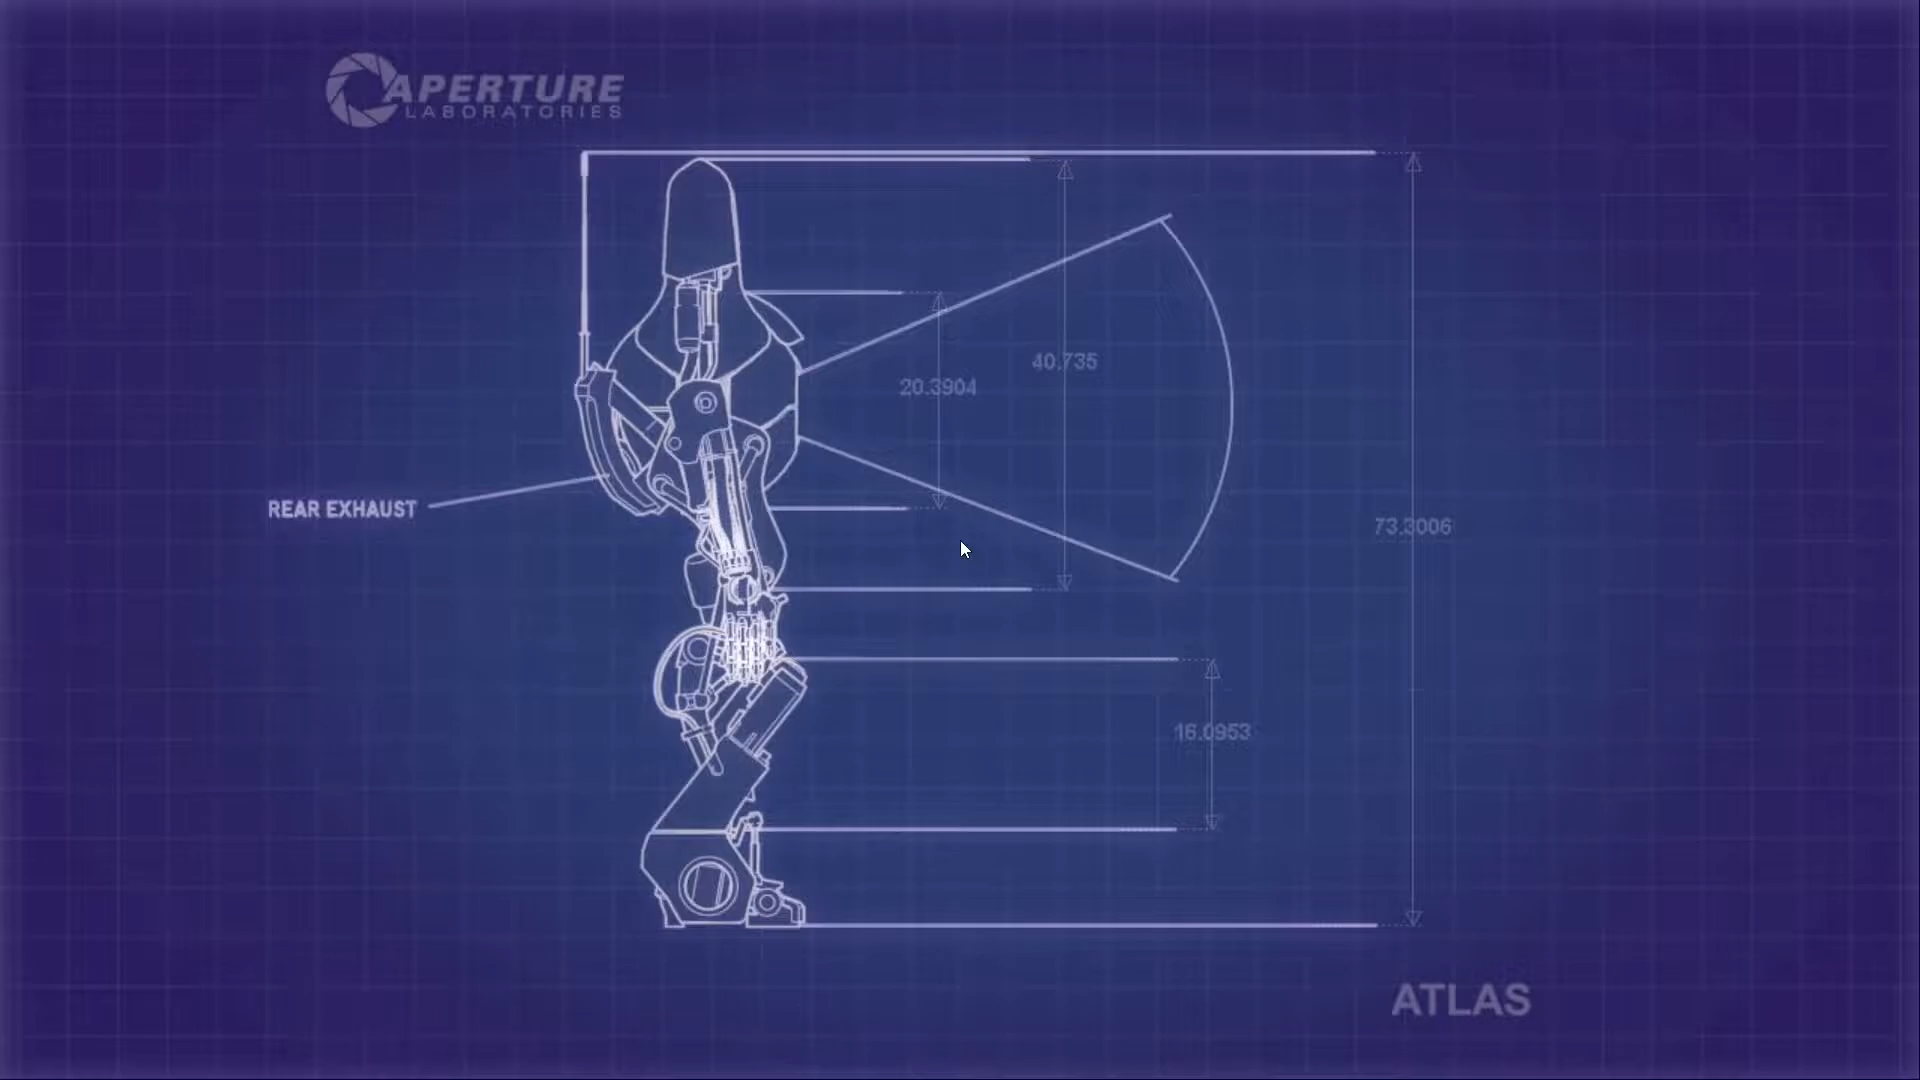 APERTURE
LABORATORIES
40.735
20.3904
REAR EXHAUST
73.3006
16.0953
ATLAS